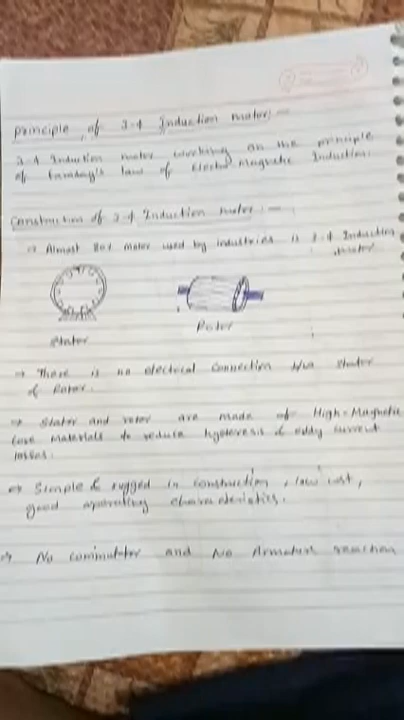 Principle of 3-ϕ Induction motor :-
3-ϕ Induction motor working on the principle
of Faraday's law of Electro Magnetic Induction.
Construction of 3-ϕ Induction motor :-
→ Almost 80% motor used by industries is 3-ϕ Induction
motor
Stator
Rotor
→ There is no electrical Connection b/w Stator
& Rotor.
→ Stator and rotor are made of High-Magnetic
Core Materials to reduce hysteresis & eddy current
losses.
→ Simple & rugged in construction, low cost,
good operating characteristics.
→ No commutator and No Armature reaction